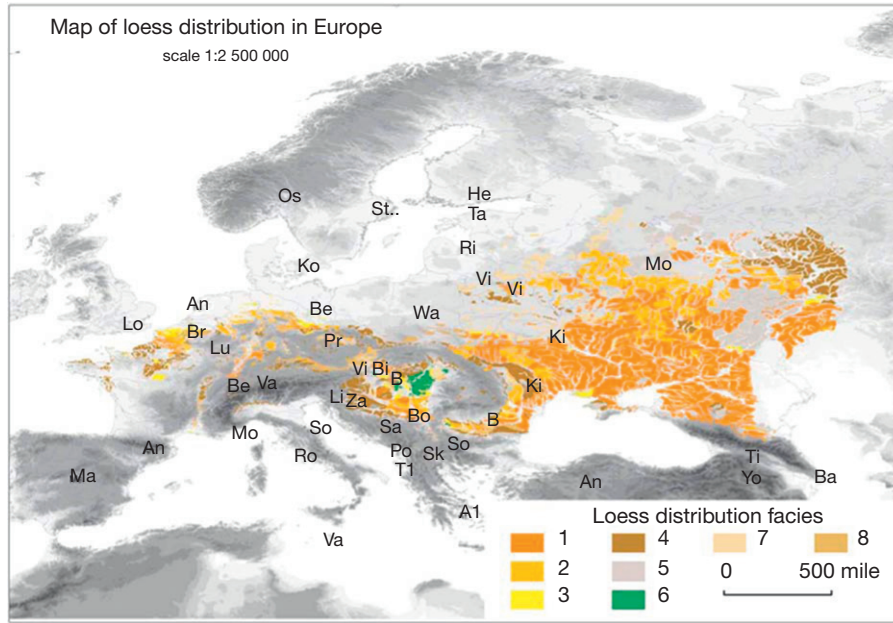 Map of loess distribution in Europe
scale 1:2 500 000
Os
St..
He
Ta
Ri
Ko
Vi
Vi
Mo
An
Be
Wa
Lo
Br
Lu
Pr
Ki
Vi
Bi
B
Be
Va
Li
Za
Ki
Bo
B
Mo
So
Sa
So
An
Ro
Po
Sk
Ma
T1
An
Ti
Yo
Ba
A1
Va
Loess distribution facies
1 4 7 8
2 5 0 500 mile
3 6